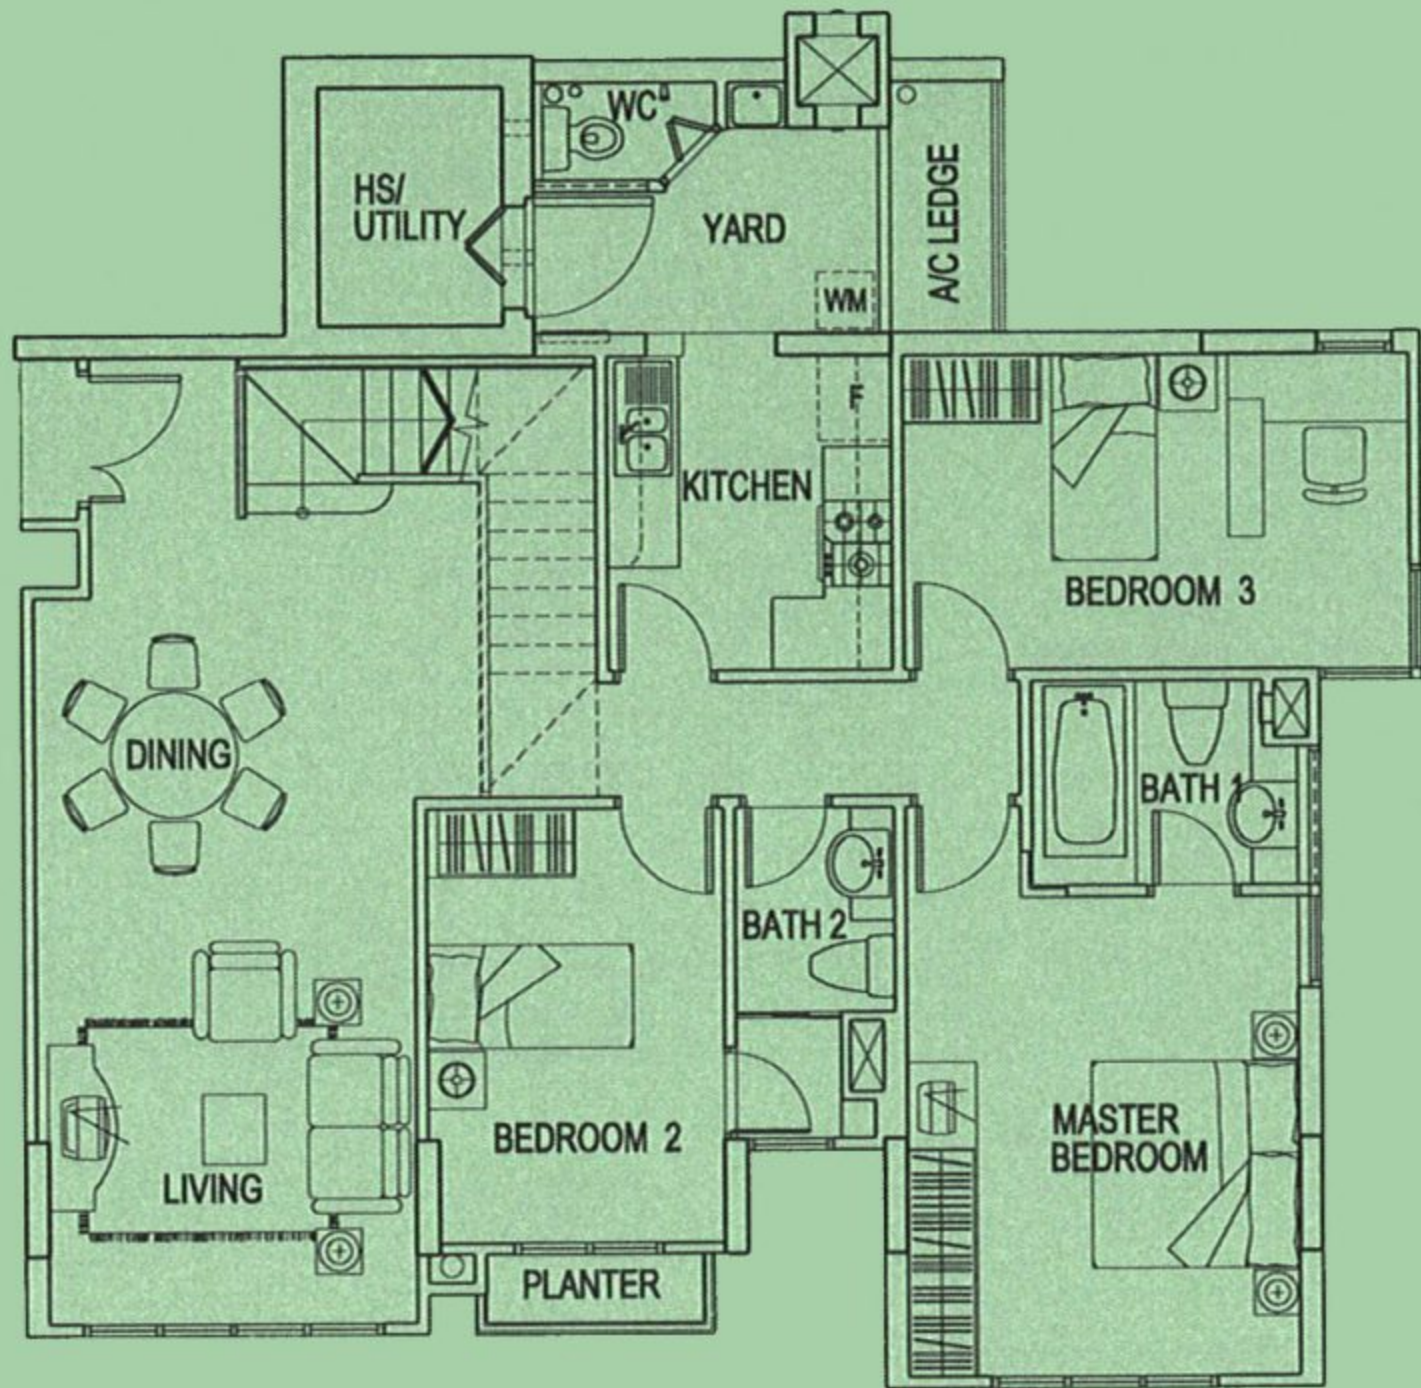 WC
HS/
UTILITY
YARD
A/C LEDGE
WM
F
KITCHEN
BEDROOM 3
DINING
BATH 1
BATH 2
BEDROOM 2
MASTER
BEDROOM
LIVING
PLANTER